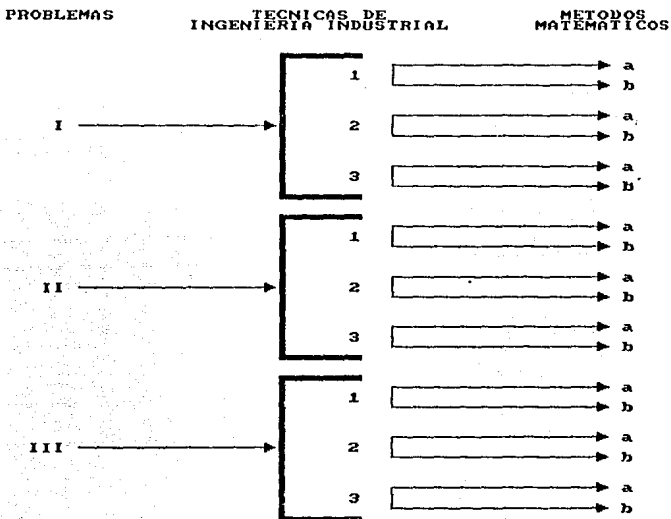 PROBLEMAS TECNICAS DE METODOS
INGENIERIA INDUSTRIAL MATEMATICOS
a
1
b
a
I 2
b
a
3
b
a
1
b
a
II 2
b
a
3
b
a
1
b
a
III 2
b
a
3
b